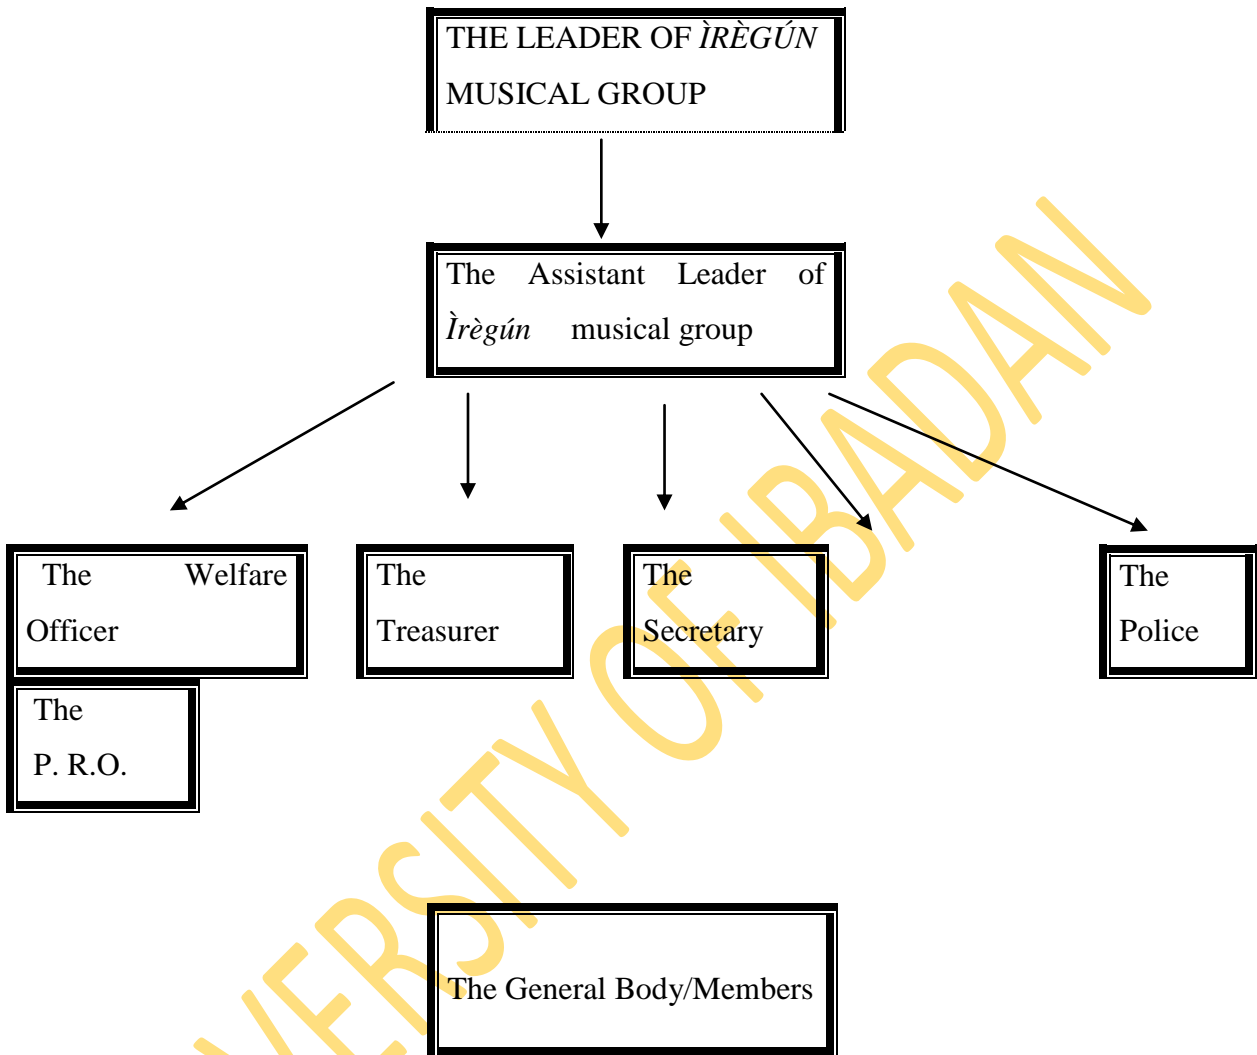 THE LEADER OF ÌRÈGÚN
MUSICAL GROUP
The Assistant Leader of
Ìrègún musical group
The Welfare
Officer
The
Treasurer
The
Secretary
The
Police
The
P. R.O.
The General Body/Members
VERSITY OF IBADAN